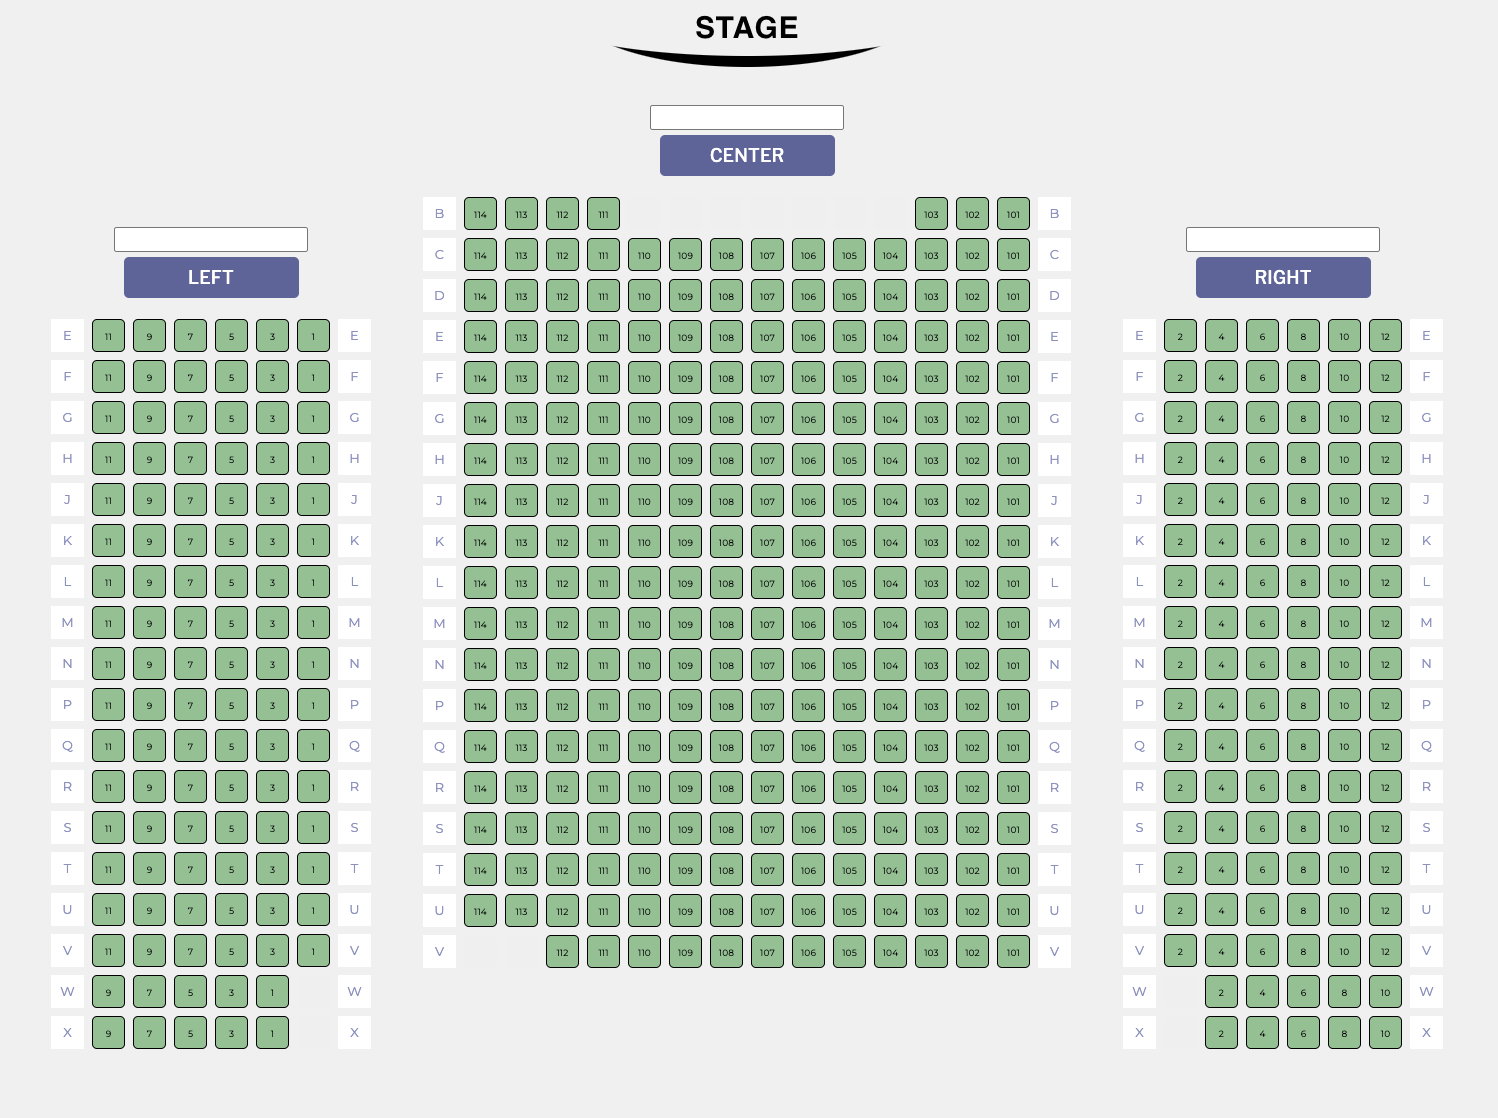 STAGE
CENTER
B 114 113 112 111 103 102 101 B
C 114 113 112 111 110 109 108 107 106 105 104 103 102 101 C
D 114 113 112 111 110 109 108 107 106 105 104 103 102 101 D
E 114 113 112 111 110 109 108 107 106 105 104 103 102 101 E
F 114 113 112 111 110 109 108 107 106 105 104 103 102 101 F
G 114 113 112 111 110 109 108 107 106 105 104 103 102 101 G
H 114 113 112 111 110 109 108 107 106 105 104 103 102 101 H
J 114 113 112 111 110 109 108 107 106 105 104 103 102 101 J
K 114 113 112 111 110 109 108 107 106 105 104 103 102 101 K
L 114 113 112 111 110 109 108 107 106 105 104 103 102 101 L
M 114 113 112 111 110 109 108 107 106 105 104 103 102 101 M
N 114 113 112 111 110 109 108 107 106 105 104 103 102 101 N
P 114 113 112 111 110 109 108 107 106 105 104 103 102 101 P
Q 114 113 112 111 110 109 108 107 106 105 104 103 102 101 Q
R 114 113 112 111 110 109 108 107 106 105 104 103 102 101 R
S 114 113 112 111 110 109 108 107 106 105 104 103 102 101 S
T 114 113 112 111 110 109 108 107 106 105 104 103 102 101 T
U 114 113 112 111 110 109 108 107 106 105 104 103 102 101 U
V 112 111 110 109 108 107 106 105 104 103 102 101 V
LEFT
E 11 9 7 5 3 1 E
F 11 9 7 5 3 1 F
G 11 9 7 5 3 1 G
H 11 9 7 5 3 1 H
J 11 9 7 5 3 1 J
K 11 9 7 5 3 1 K
L 11 9 7 5 3 1 L
M 11 9 7 5 3 1 M
N 11 9 7 5 3 1 N
P 11 9 7 5 3 1 P
Q 11 9 7 5 3 1 Q
R 11 9 7 5 3 1 R
S 11 9 7 5 3 1 S
T 11 9 7 5 3 1 T
U 11 9 7 5 3 1 U
V 11 9 7 5 3 1 V
W 9 7 5 3 1 W
X 9 7 5 3 1 X
RIGHT
E 2 4 6 8 10 12 E
F 2 4 6 8 10 12 F
G 2 4 6 8 10 12 G
H 2 4 6 8 10 12 H
J 2 4 6 8 10 12 J
K 2 4 6 8 10 12 K
L 2 4 6 8 10 12 L
M 2 4 6 8 10 12 M
N 2 4 6 8 10 12 N
P 2 4 6 8 10 12 P
Q 2 4 6 8 10 12 Q
R 2 4 6 8 10 12 R
S 2 4 6 8 10 12 S
T 2 4 6 8 10 12 T
U 2 4 6 8 10 12 U
V 2 4 6 8 10 12 V
W 2 4 6 8 10 W
X 2 4 6 8 10 X